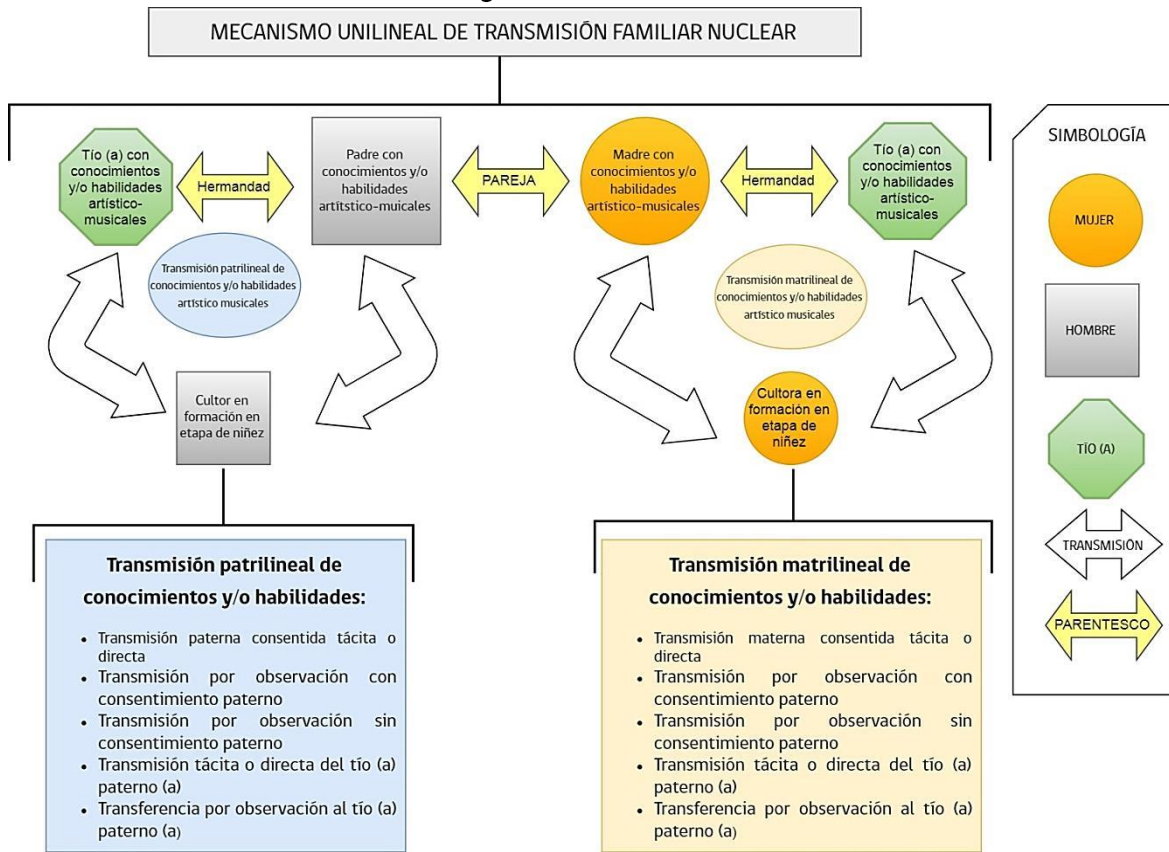 MECANISMO UNILINEAL DE TRANSMISIÓN FAMILIAR NUCLEAR
Tío (a) con
conocimientos
y/o habilidades
artístico-
musicales
Hermandad
Padre con
conocimientos y/o
habilidades
artítstico-muicales
PAREJA
Madre con
conocimientos y/o
habilidades
artístico-musicales
Hermandad
Tío (a) con
conocimientos
y/o habilidades
artístico-
musicales
Transmisión patrilineal de
conocimientos y/o habilidades
artístico musicales
Transmisión matrilineal de
conocimientos y/o habilidades
artístico musicales
Cultor en
formación en
etapa de niñez
Cultora en
formación en
etapa de
niñez
Transmisión patrilineal de
conocimientos y/o habilidades:
• Transmisión paterna consentida tácita o
directa
• Transmisión por observación con
consentimiento paterno
• Transmisión por observación sin
consentimiento paterno
• Transmisión tácita o directa del tío (a)
paterno (a)
• Transferencia por observación al tío (a)
paterno (a)
Transmisión matrilineal de
conocimientos y/o habilidades:
• Transmisión materna consentida tácita o
directa
• Transmisión por observación con
consentimiento paterno
• Transmisión por observación sin
consentimiento paterno
• Transmisión tácita o directa del tío (a)
paterno (a)
• Transferencia por observación al tío (a)
paterno (a)
SIMBOLOGÍA
MUJER
HOMBRE
TÍO (A)
TRANSMISIÓN
PARENTESCO